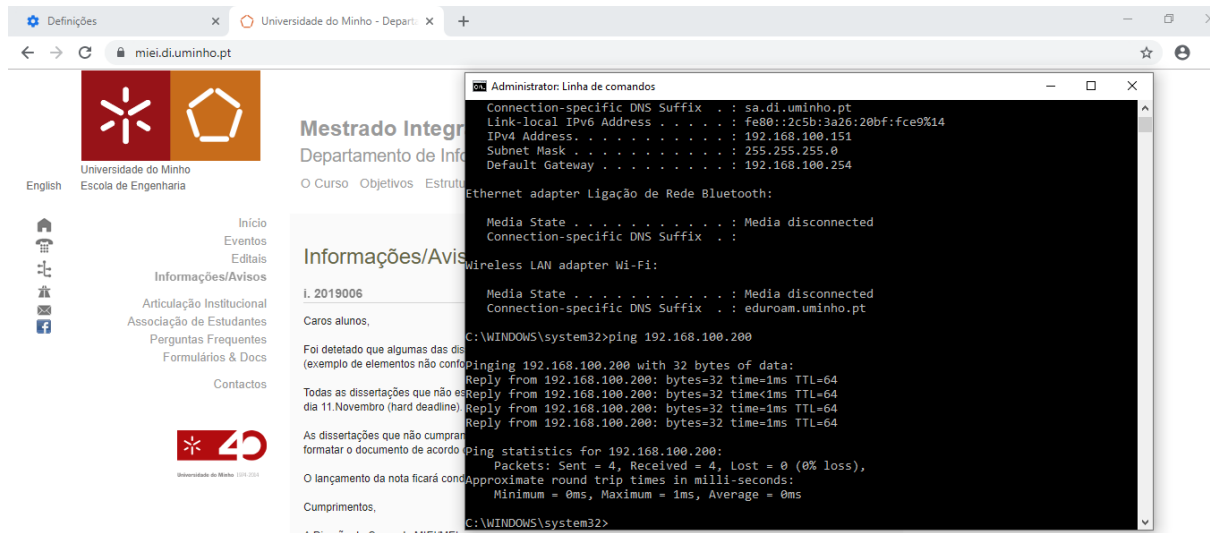 Definições
Universidade do Minho - Depart
miei.di.uminho.pt
Universidade do Minho
Escola de Engenharia
English
Mestrado Integr
Departamento de Info
O Curso Objetivos Estrutu
Início
Eventos
Editais
Informações/Avisos
Articulação Institucional
Associação de Estudantes
Perguntas Frequentes
Formulários & Docs
Contactos
40
Universidade do Minho 1974-2014
Informações/Avis
i. 2019006
Caros alunos,
Foi detetado que algumas das dis
(exemplo de elementos não confo
Todas as dissertações que não es
dia 11.Novembro (hard deadline).
As dissertações que não cumpran
formatar o documento de acordo
O lançamento da nota ficará cond
Cumprimentos,
Administrator: Linha de comandos
Connection-specific DNS Suffix . : sa.di.uminho.pt
Link-local IPv6 Address . . . . . : fe80::2c5b:3a26:20bf:fce9%14
IPv4 Address. . . . . . . . . . . : 192.168.100.151
Subnet Mask . . . . . . . . . . . : 255.255.255.0
Default Gateway . . . . . . . . . : 192.168.100.254
Ethernet adapter Ligação de Rede Bluetooth:
Media State . . . . . . . . . . . : Media disconnected
Connection-specific DNS Suffix . :
Wireless LAN adapter Wi-Fi:
Media State . . . . . . . . . . . : Media disconnected
Connection-specific DNS Suffix . : eduroam.uminho.pt
C:\WINDOWS\system32>ping 192.168.100.200
Pinging 192.168.100.200 with 32 bytes of data:
Reply from 192.168.100.200: bytes=32 time=1ms TTL=64
Reply from 192.168.100.200: bytes=32 time<1ms TTL=64
Reply from 192.168.100.200: bytes=32 time=1ms TTL=64
Reply from 192.168.100.200: bytes=32 time<1ms TTL=64
Ping statistics for 192.168.100.200:
Packets: Sent = 4, Received = 4, Lost = 0 (0% loss),
Approximate round trip times in milli-seconds:
Minimum = 0ms, Maximum = 1ms, Average = 0ms
C:\WINDOWS\system32>